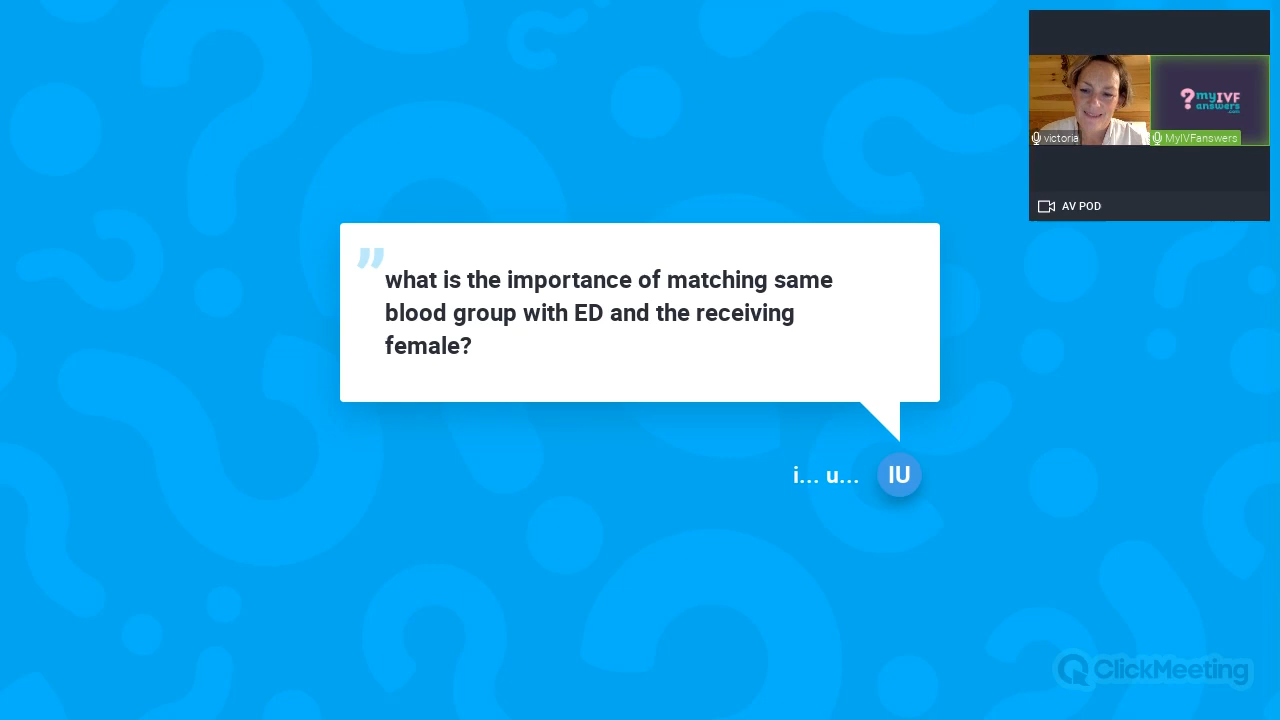 victoria
MyIVFanswers
? myIVF
answers
.com
AV POD
” what is the importance of matching same
blood group with ED and the receiving
female?
i... u...
IU
ClickMeeting